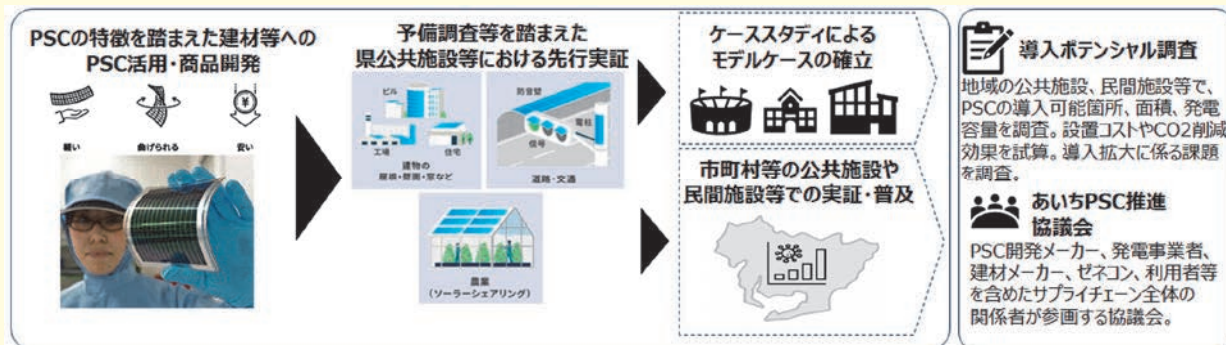 PSCの特徴を踏まえた建材等への
PSC活用・商品開発
軽い
曲げられる
¥
安い
予備調査等を踏まえた
県公共施設等における先行実証
ビル
工場
住宅
建物の
屋根・壁面・窓など
防音壁
電柱
信号
道路・交通
農業
(ソーラーシェアリング)
ケーススタディによる
モデルケースの確立
市町村等の公共施設や
民間施設等での実証・普及
導入ポテンシャル調査
地域の公共施設、民間施設等で、
PSCの導入可能箇所、面積、発電
容量を調査。設置コストやCO2削減
効果を試算。導入拡大に係る課題
を調査。
あいちPSC推進
協議会
PSC開発メーカー、発電事業者、
建材メーカー、ゼネコン、利用者等
を含めたサプライチェーン全体の
関係者が参画する協議会。